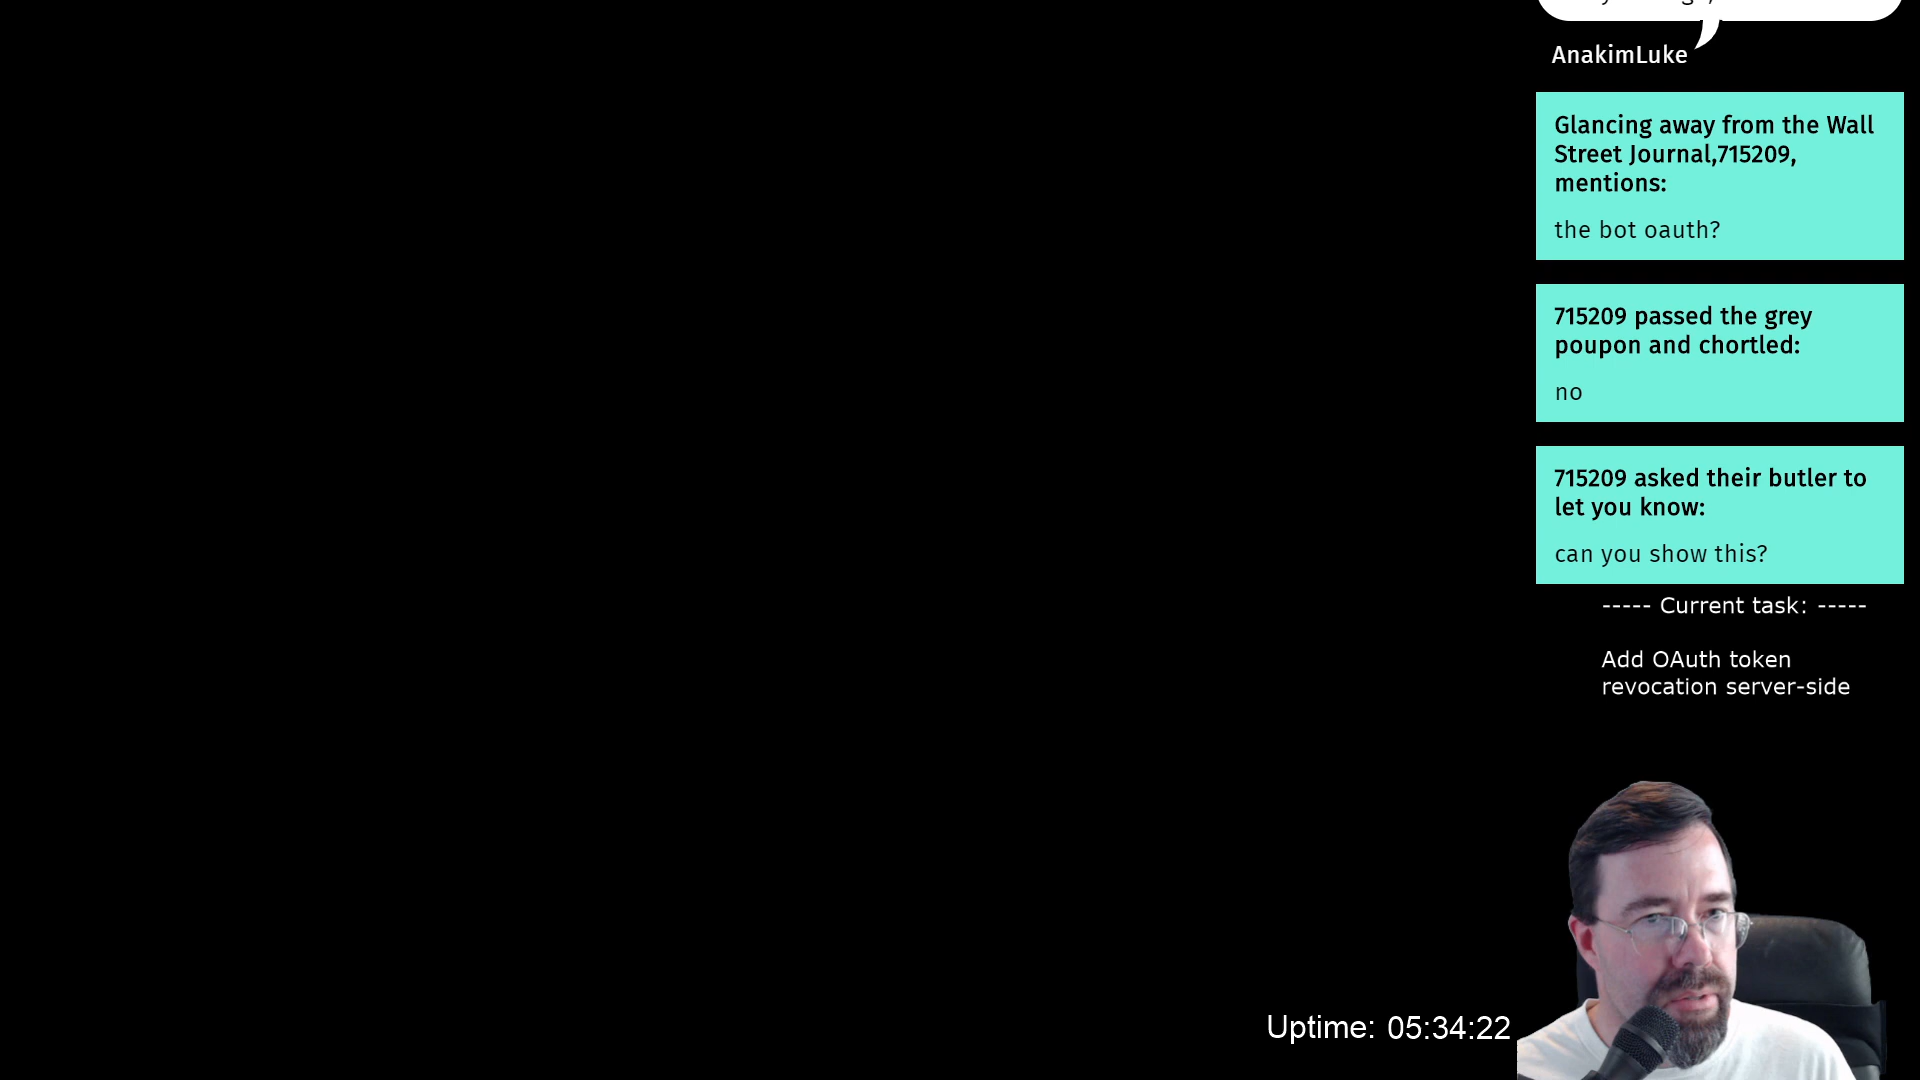 AnakimLuke
Glancing away from the Wall
Street Journal,715209,
mentions:
the bot oauth?
715209 passed the grey
poupon and chortled:
no
715209 asked their butler to
let you know:
can you show this?
----- Current task: -----
Add OAuth token
revocation server-side
Uptime: 05:34:22